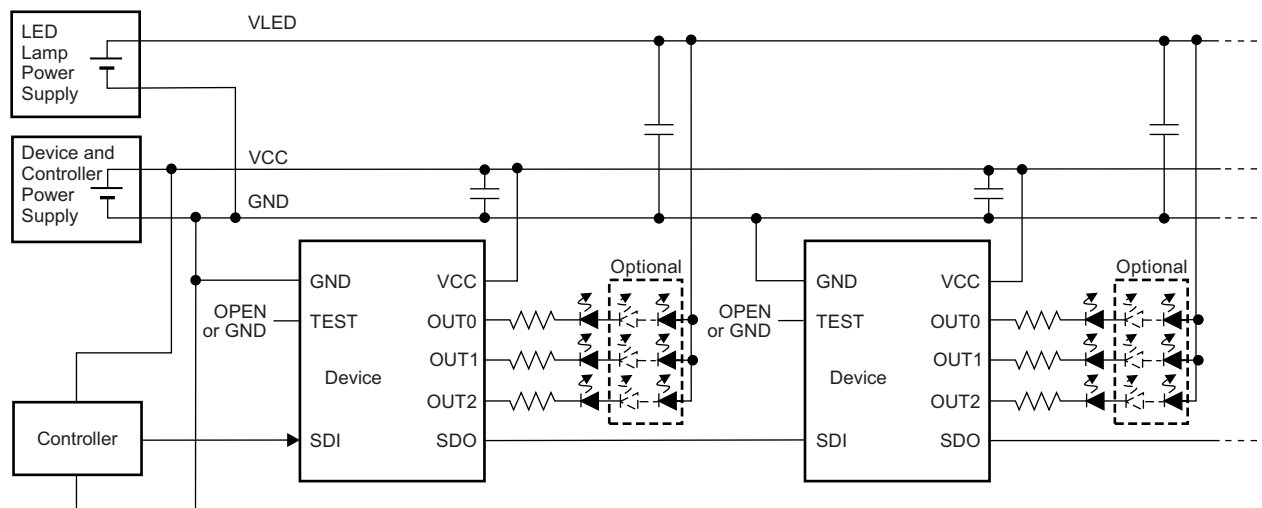 LED
Lamp
Power
Supply
VLED
Device and
Controller
Power
Supply
VCC
GND
GND
VCC
Optional
OPEN
or GND
TEST
OUT0
OUT1
Device
OUT2
SDI
SDO
GND
VCC
Optional
OPEN
or GND
TEST
OUT0
OUT1
Device
OUT2
SDI
SDO
Controller